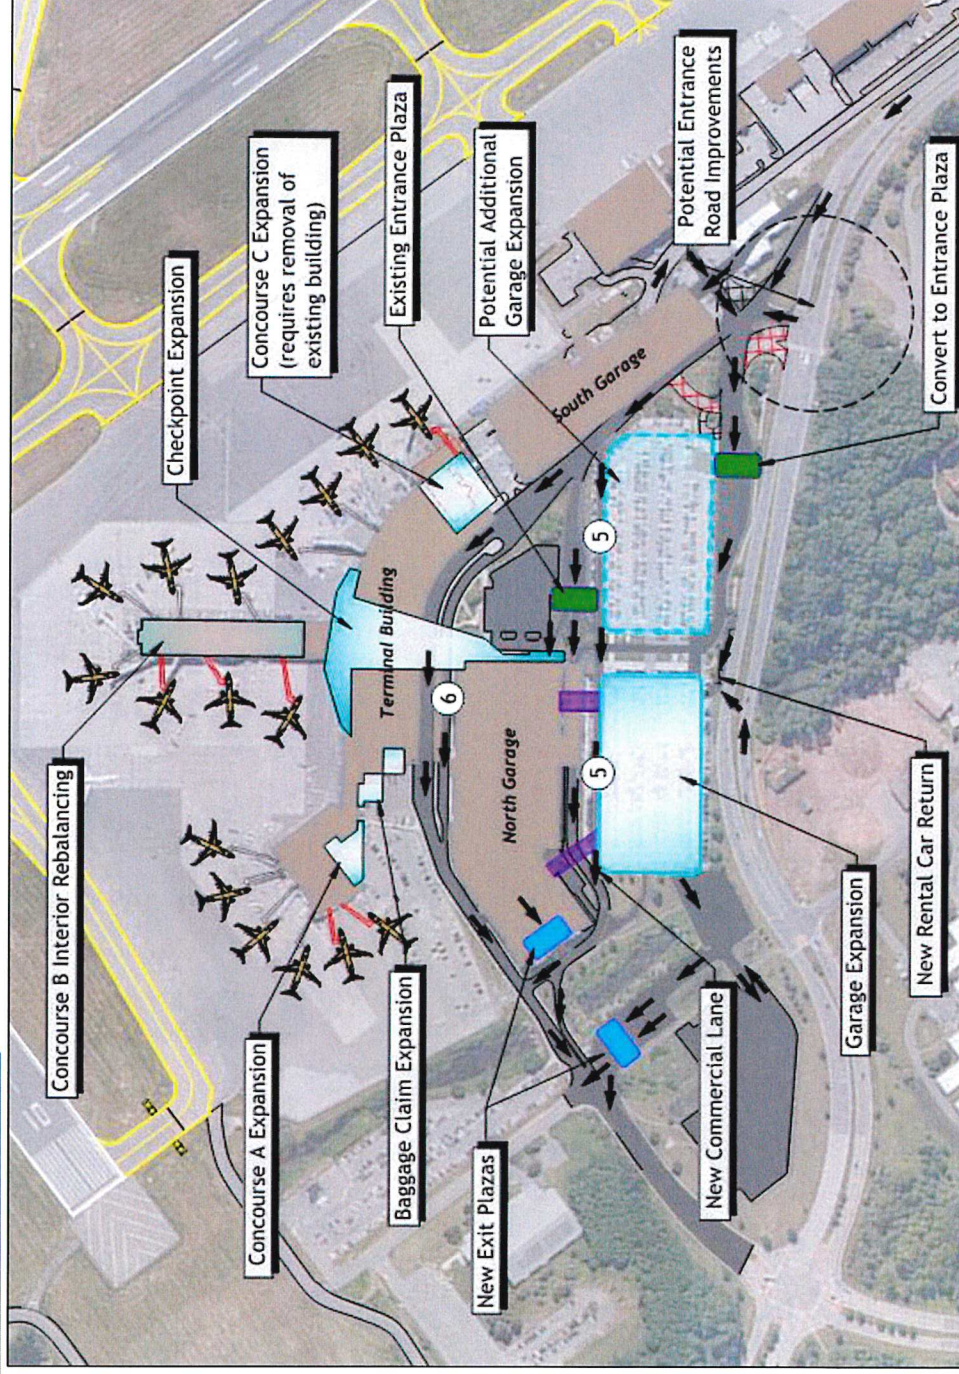 Concourse B Interior Rebalancing
Checkpoint Expansion
Concourse A Expansion
Concourse C Expansion
(requires removal of
existing building)
Baggage Claim Expansion
Existing Entrance Plaza
New Exit Plazas
Potential Additional
Garage Expansion
Terminal Building
6
North Garage
South Garage
5
5
New Commercial Lane
Potential Entrance
Road Improvements
Garage Expansion
New Rental Car Return
Convert to Entrance Plaza